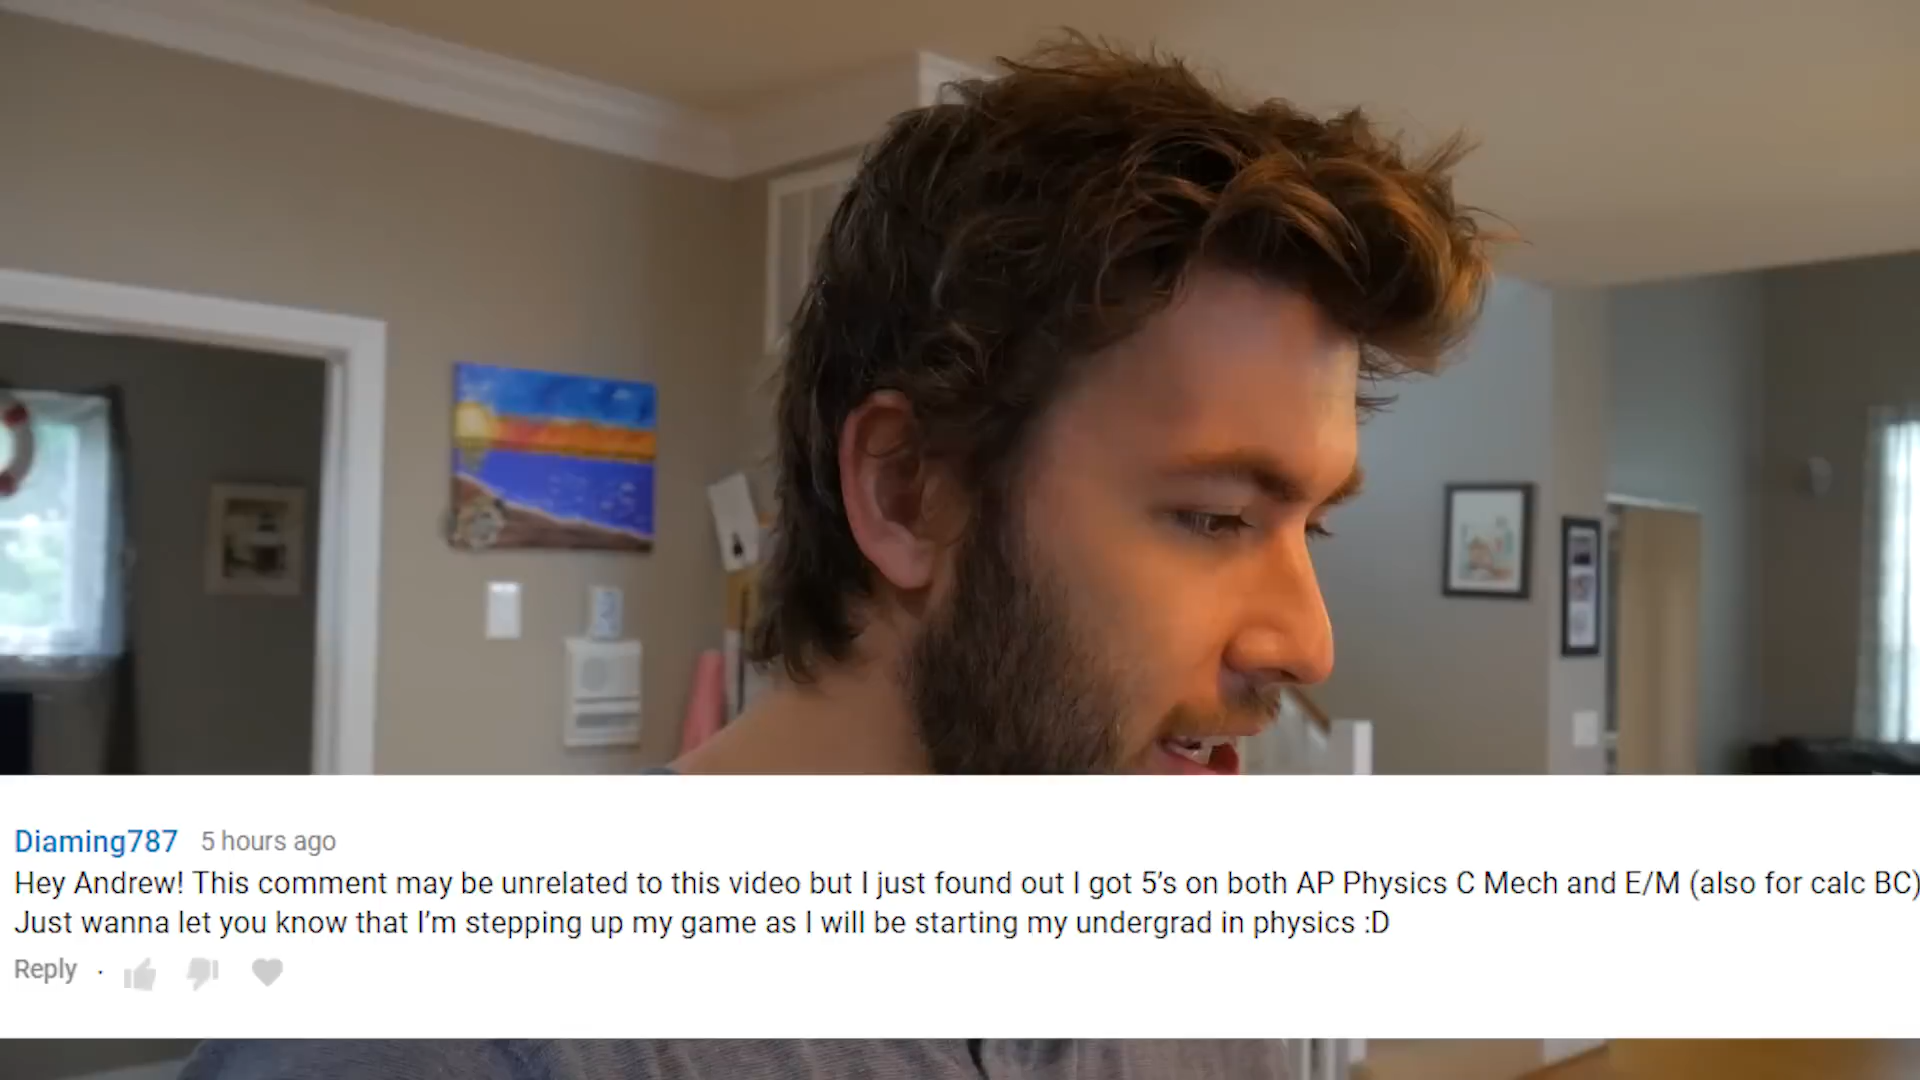 Diaming787 5 hours ago
Hey Andrew! This comment may be unrelated to this video but I just found out I got 5’s on both AP Physics C Mech and E/M (also for calc BC)
Just wanna let you know that I’m stepping up my game as I will be starting my undergrad in physics :D
Reply ·